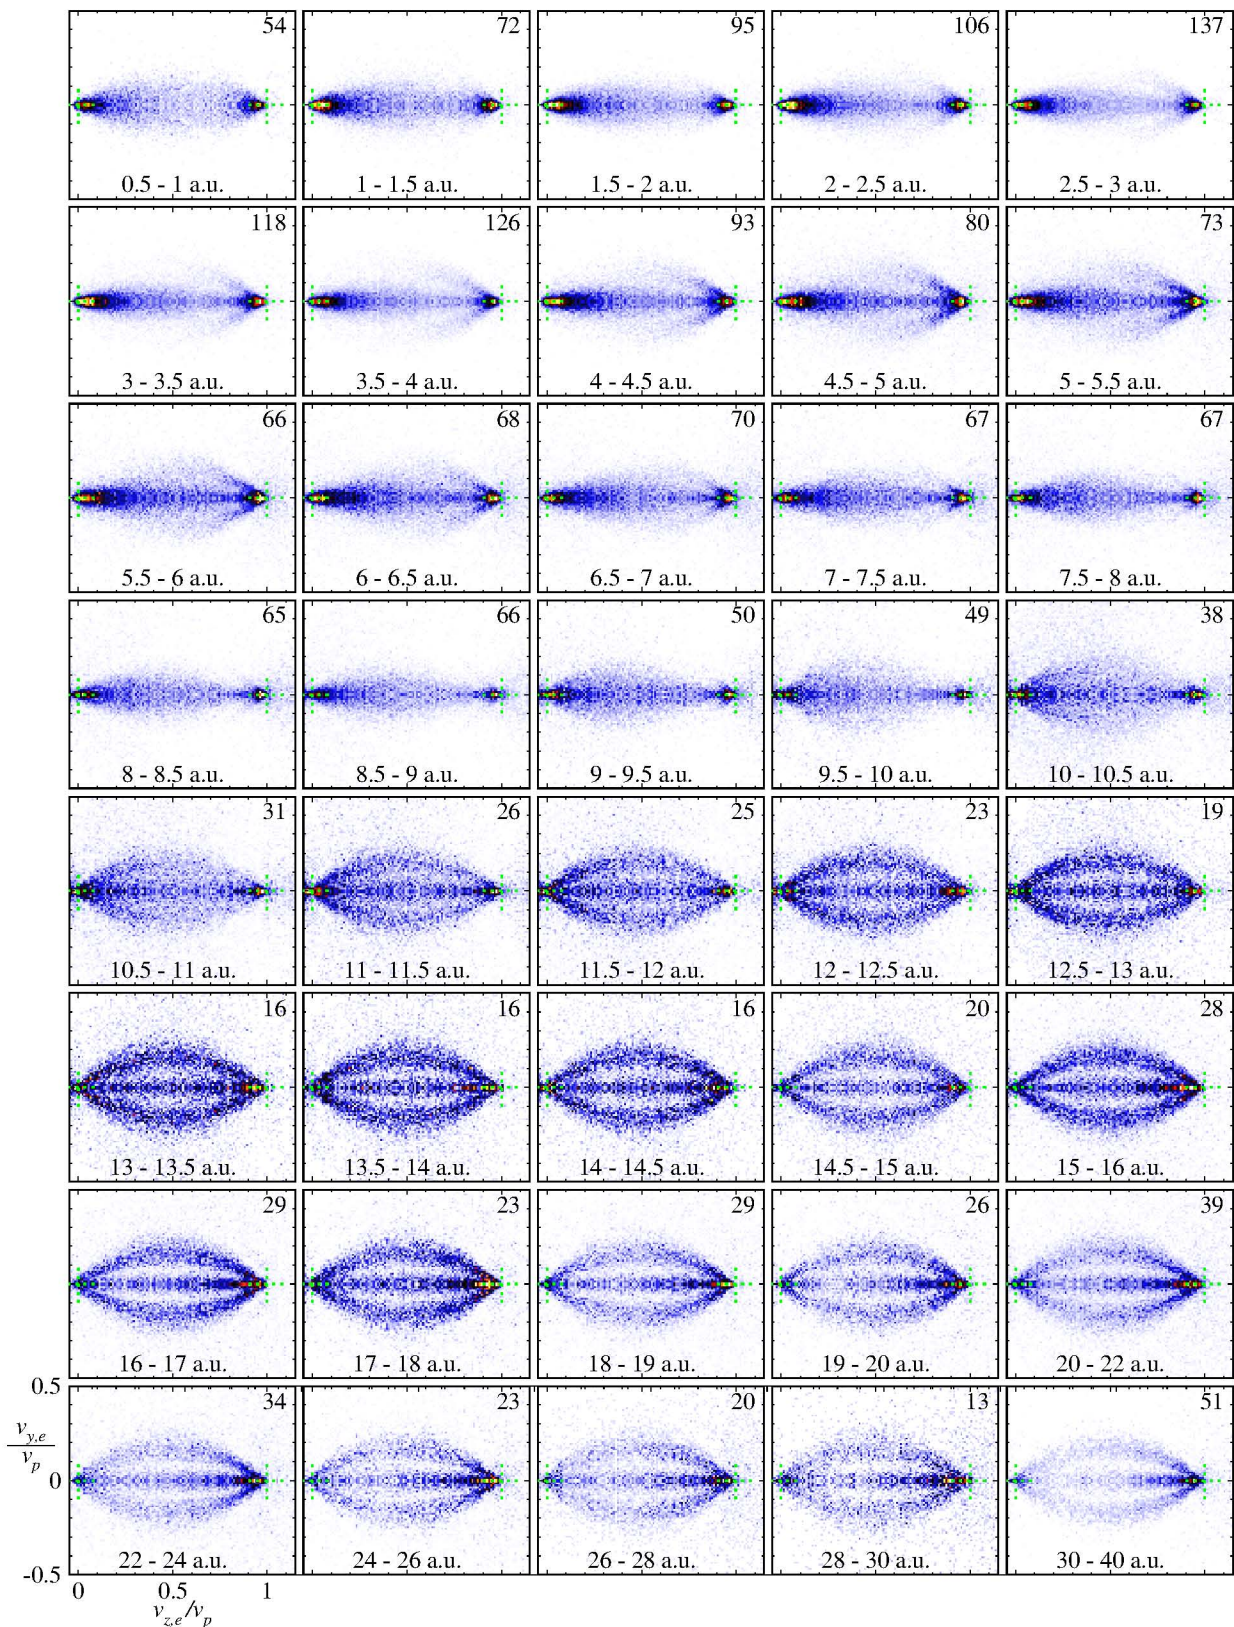 54 72 95 106 137
0.5 - 1 a.u. 1 - 1.5 a.u. 1.5 - 2 a.u. 2 - 2.5 a.u. 2.5 - 3 a.u.
118 126 93 80 73
3 - 3.5 a.u. 3.5 - 4 a.u. 4 - 4.5 a.u. 4.5 - 5 a.u. 5 - 5.5 a.u.
66 68 70 67 67
5.5 - 6 a.u. 6 - 6.5 a.u. 6.5 - 7 a.u. 7 - 7.5 a.u. 7.5 - 8 a.u.
65 66 50 49 38
8 - 8.5 a.u. 8.5 - 9 a.u. 9 - 9.5 a.u. 9.5 - 10 a.u. 10 - 10.5 a.u.
31 26 25 23 19
10.5 - 11 a.u. 11 - 11.5 a.u. 11.5 - 12 a.u. 12 - 12.5 a.u. 12.5 - 13 a.u.
16 16 16 20 28
13 - 13.5 a.u. 13.5 - 14 a.u. 14 - 14.5 a.u. 14.5 - 15 a.u. 15 - 16 a.u.
29 23 29 26 39
16 - 17 a.u. 17 - 18 a.u. 18 - 19 a.u. 19 - 20 a.u. 20 - 22 a.u.
0.5 34 23 20 13 51
v_{y,e}
v_p
0
22 - 24 a.u. 24 - 26 a.u. 26 - 28 a.u. 28 - 30 a.u. 30 - 40 a.u.
-0.5
0 0.5 1
v_{z,e}/v_p